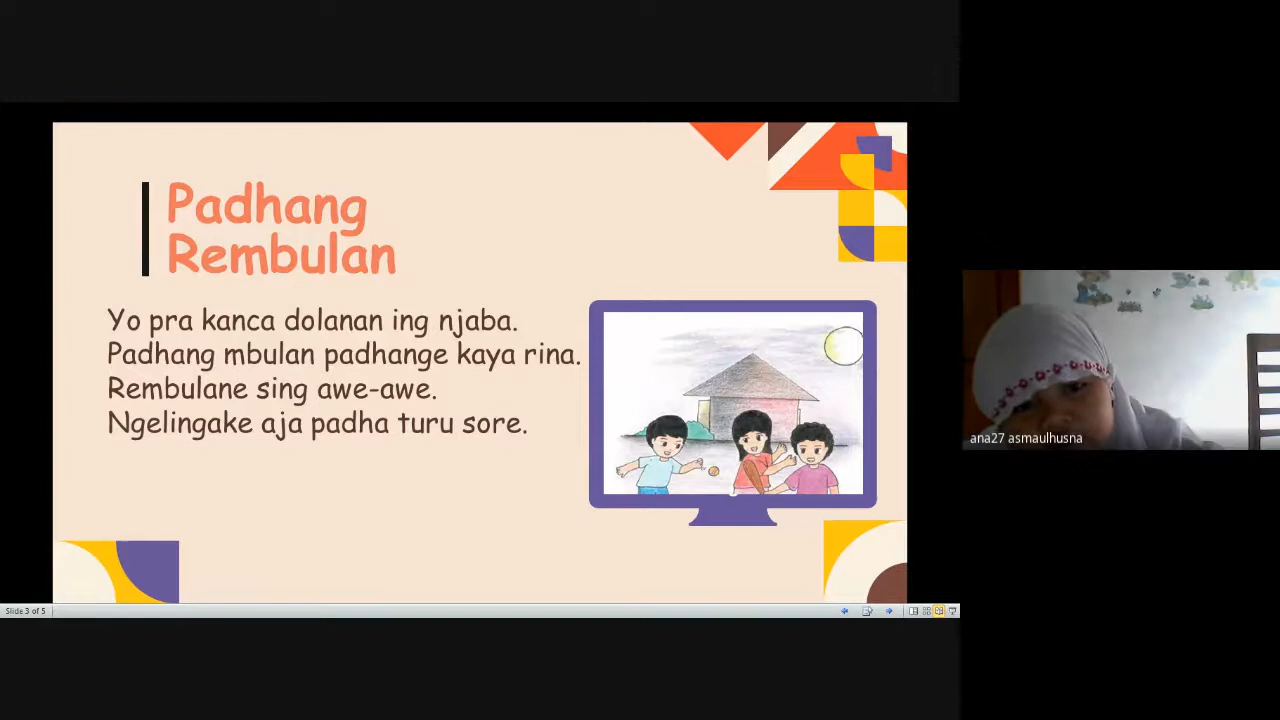 Padhang
Rembulan
Yo pra kanca dolanan ing njaba.
Padhang mbulan padhange kaya rina.
Rembulane sing awe-awe.
Ngelingake aja padha turu sore.
ana27 asmaulhusna
Slide 3 of 5